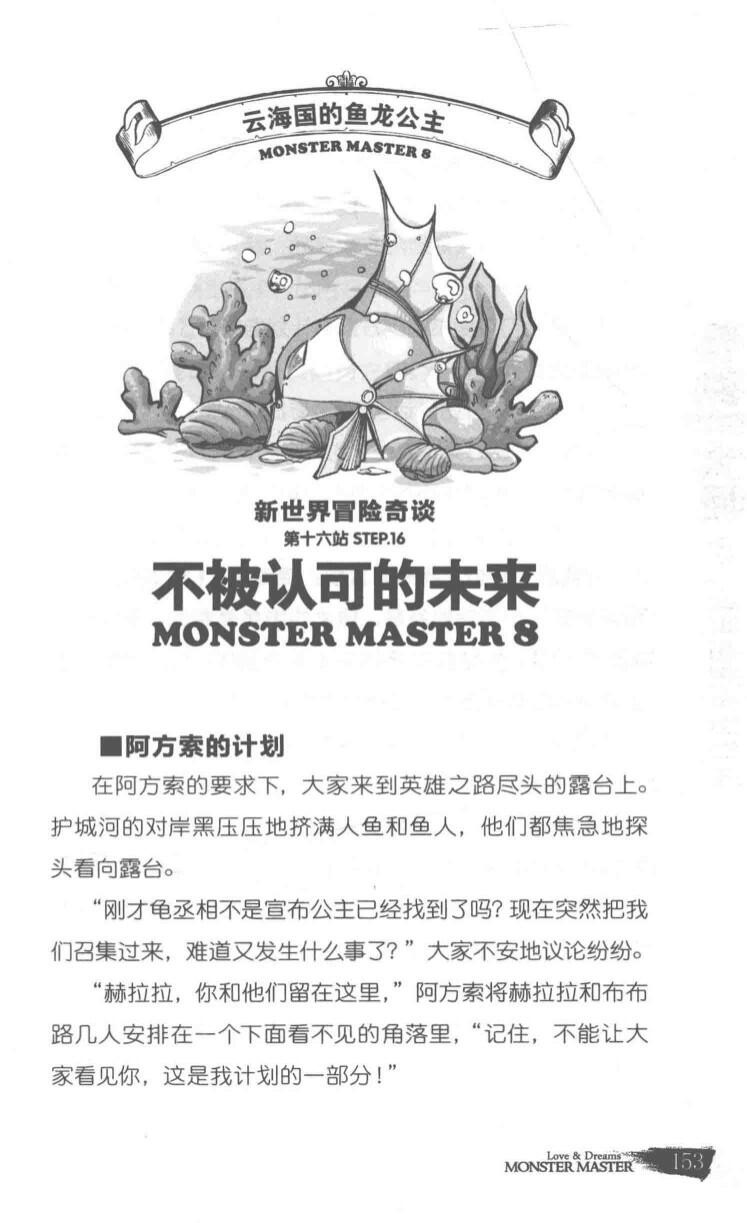 云海国的鱼龙公主
MONSTER MASTER 8
新世界冒险奇谈
第十六站 STEP.16
不被认可的未来
MONSTER MASTER 8
■阿方索的计划
在阿方索的要求下，大家来到英雄之路尽头的露台上。
护城河的对岸黑压压地挤满人鱼和鱼人，他们都焦急地探
头看向露台。
“刚才龟丞相不是宣布公主已经找到了吗？现在突然把我
们召集过来，难道又发生什么事了？”大家不安地议论纷纷。
“赫拉拉，你和他们留在这里，”阿方索将赫拉拉和布布
路几人安排在一个下面看不见的角落里，“记住，不能让大
家看见你，这是我计划的一部分！”
Love & Dreams
MONSTER MASTER 153